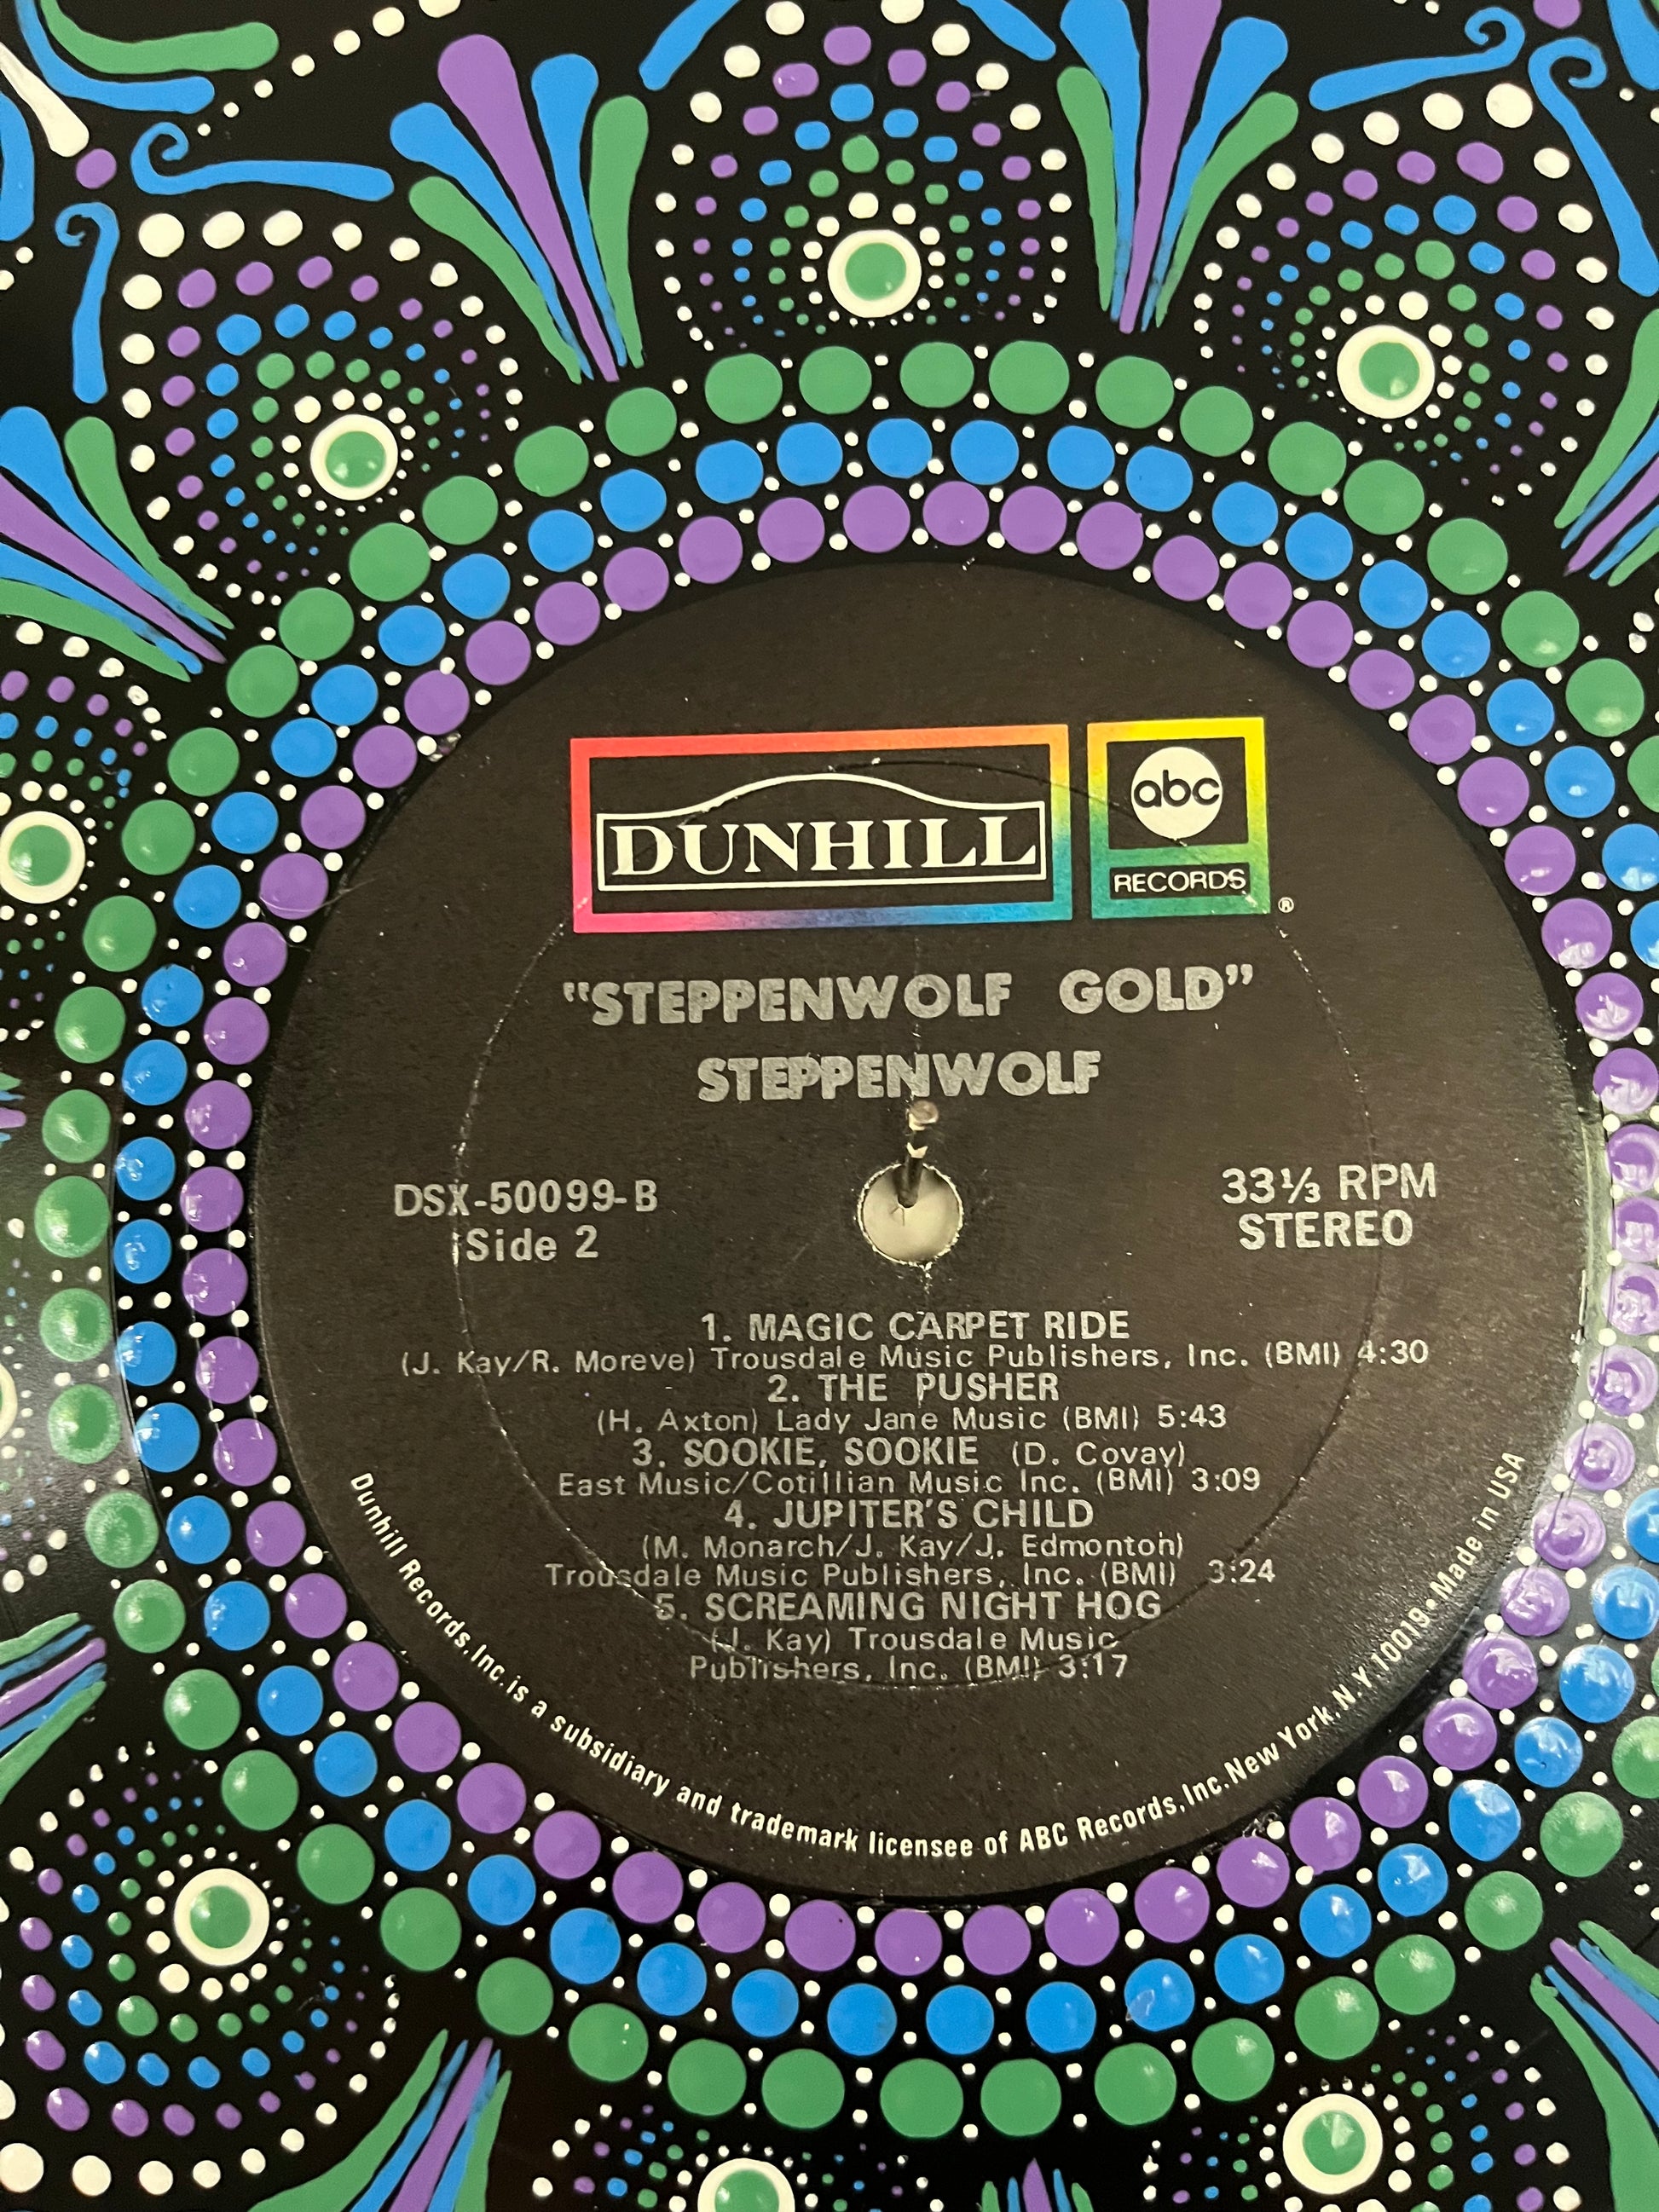 DUNHILL
abc
RECORDS
®
"STEPPENWOLF GOLD"
STEPPENWOLF
DSX-50099-B
Side 2
33⅓ RPM
STEREO
1. MAGIC CARPET RIDE
(J. Kay/R. Moreve) Trousdale Music Publishers, Inc. (BMI) 4:30
2. THE PUSHER
(H. Axton) Lady Jane Music (BMI) 5:43
3. SOOKIE, SOOKIE (D. Covay)
East Music/Cotillian Music Inc. (BMI) 3:09
4. JUPITER'S CHILD
(M. Monarch/J. Kay/J. Edmonton)
Trousdale Music Publishers, Inc. (BMI) 3:24
5. SCREAMING NIGHT HOG
(J. Kay) Trousdale Music
Publishers, Inc. (BMI) 3:17
Dunhill Records, Inc. is a subsidiary and trademark licensee of ABC Records, Inc. New York, N.Y. 10019 • Made in USA